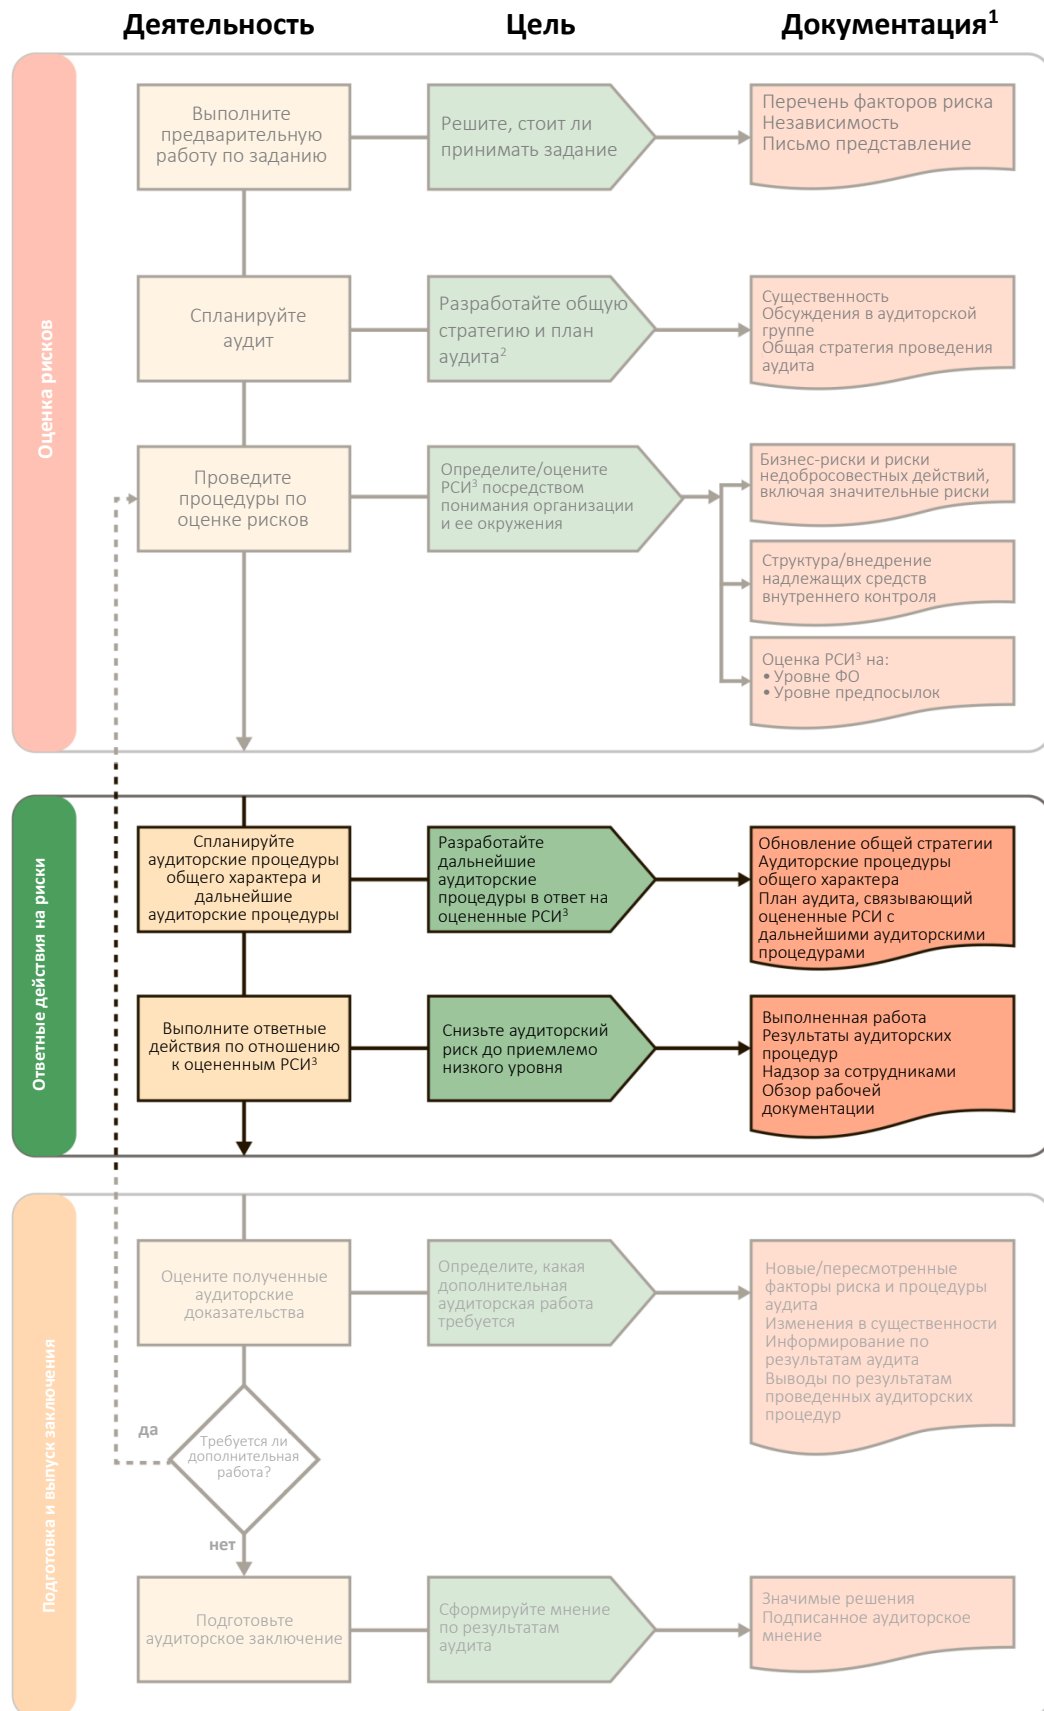 Деятельность
Цель
Документация¹
Оценка рисков
Выполните
предварительную
работу по заданию
Решите, стоит ли
принимать задание
Перечень факторов риска
Независимость
Письмо представление
Спланируйте
аудит
Разработайте общую
стратегию и план
аудита²
Существенность
Обсуждения в аудиторской
группе
Общая стратегия проведения
аудита
Проведите
процедуры по
оценке рисков
Определите/оцените
РСИ³ посредством
понимания организации
и ее окружения
Бизнес-риски и риски
недобросовестных действий,
включая значительные риски
Структура/внедрение
надлежащих средств
внутреннего контроля
Оценка РСИ³ на:
• Уровне ФО
• Уровне предпосылок
Ответные действия на риски
Спланируйте
аудиторские процедуры
общего характера и
дальнейшие
аудиторские процедуры
Разработайте
дальнейшие
аудиторские
процедуры в ответ на
оцененные РСИ³
Обновление общей стратегии
Аудиторские процедуры
общего характера
План аудита, связывающий
оцененные РСИ с
дальнейшими аудиторскими
процедурами
Выполните ответные
действия по отношению
к оцененным РСИ³
Снизьте аудиторский
риск до приемлемо
низкого уровня
Выполненная работа
Результаты аудиторских
процедур
Надзор за сотрудниками
Обзор рабочей
документации
Подготовка и выпуск заключения
Оцените полученные
аудиторские
доказательства
Определите, какая
дополнительная
аудиторская работа
требуется
Новые/пересмотренные
факторы риска и процедуры
аудита
Изменения в существенности
Информирование по
результатам аудита
Выводы по результатам
проведенных аудиторских
процедур
да
Требуется ли
дополнительная
работа?
нет
Подготовьте
аудиторское заключение
Сформируйте мнение
по результатам
аудита
Значимые решения
Подписанное аудиторское
мнение